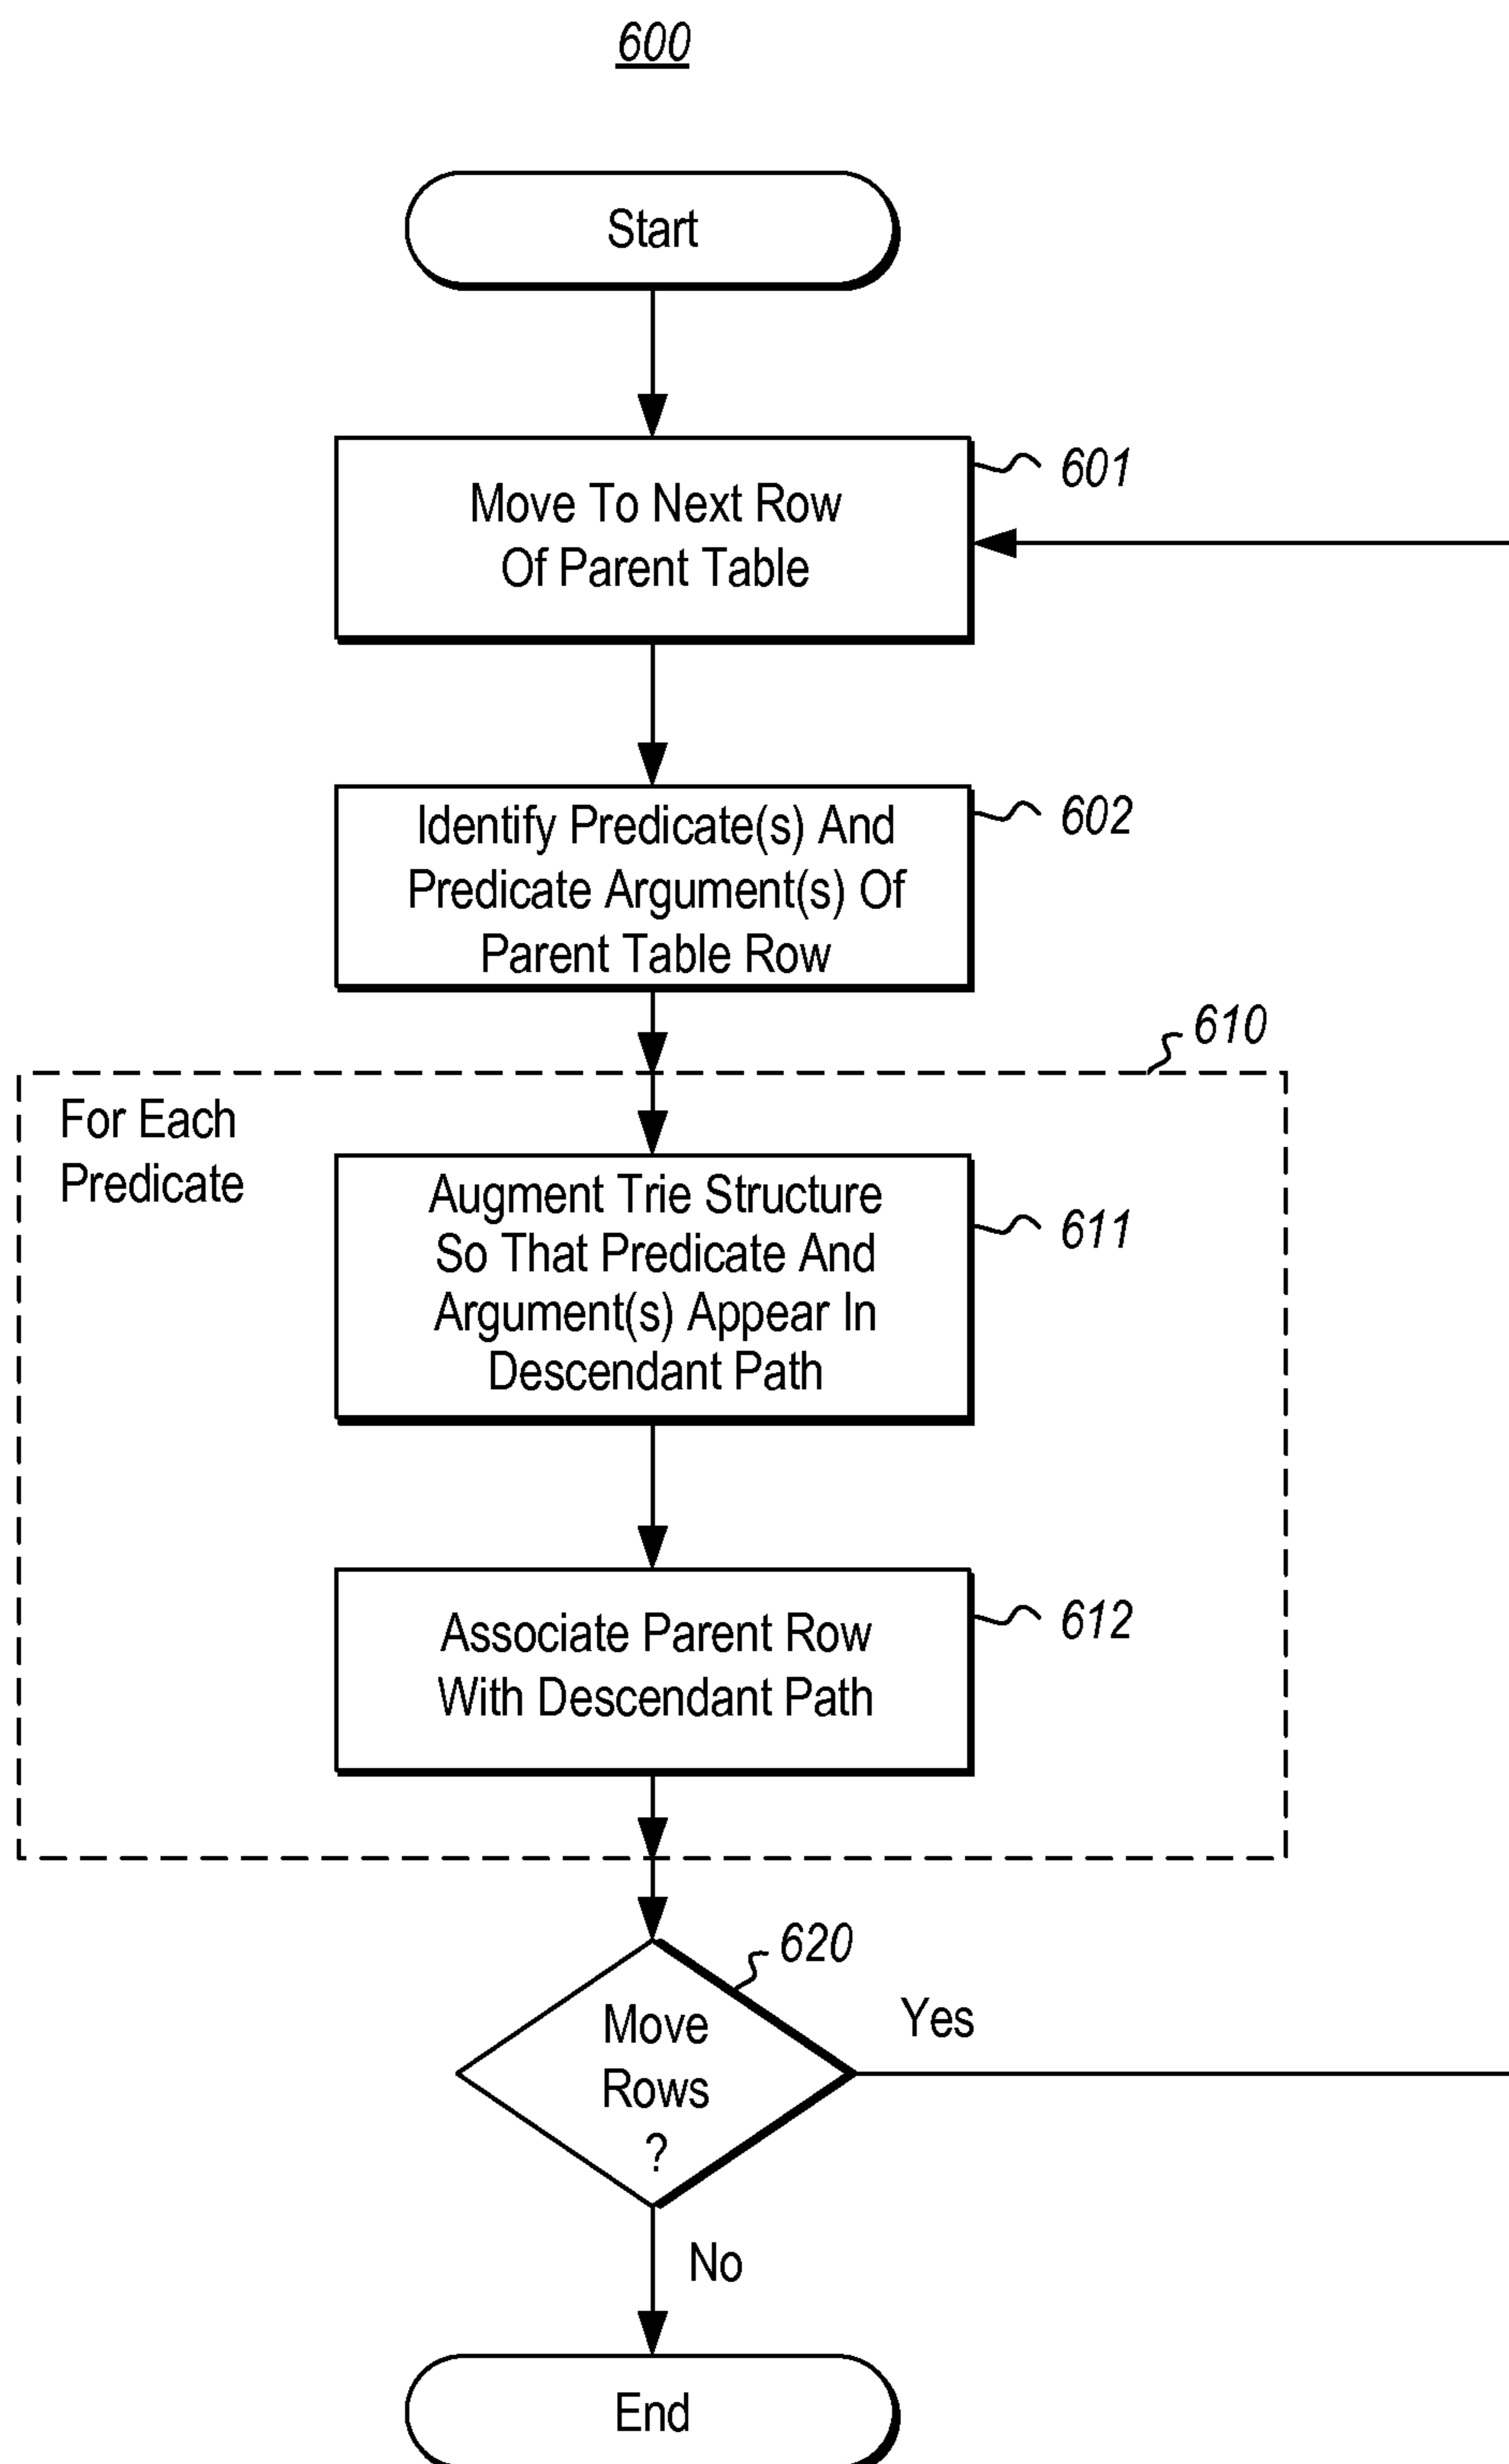 600
Start
Move To Next Row
Of Parent Table
601
Identify Predicate(s) And
Predicate Argument(s) Of
Parent Table Row
602
610
For Each
Predicate
Augment Trie Structure
So That Predicate And
Argument(s) Appear In
Descendant Path
611
Associate Parent Row
With Descendant Path
612
620
Move
Rows
?
Yes
No
End